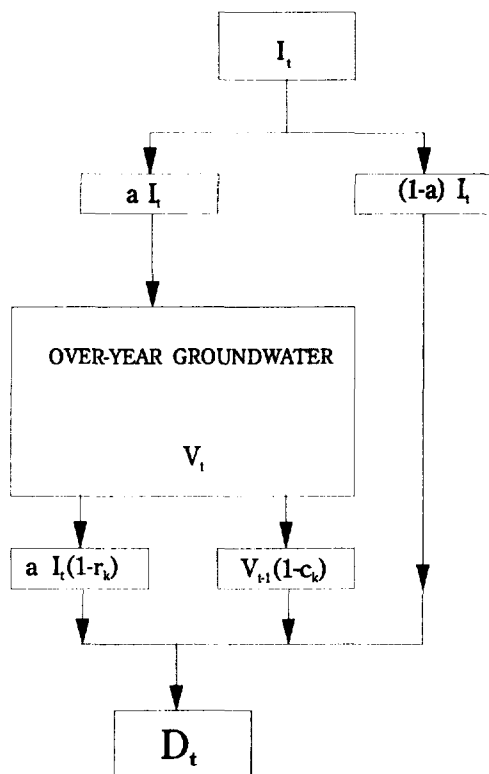 I_t
a I_t
(1-a) I_t
OVER-YEAR GROUNDWATER
V_t
a I_t(1-r_k)
V_{t-1}(1-c_k)
D_t